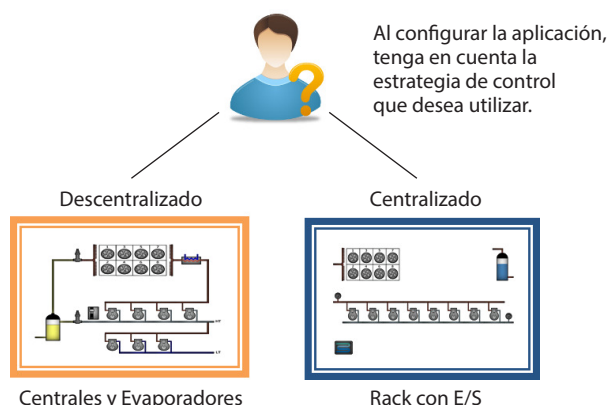 Al configurar la aplicación,
tenga en cuenta la
estrategia de control
que desea utilizar.
Descentralizado
Centralizado
Centrales y Evaporadores
Rack con E/S